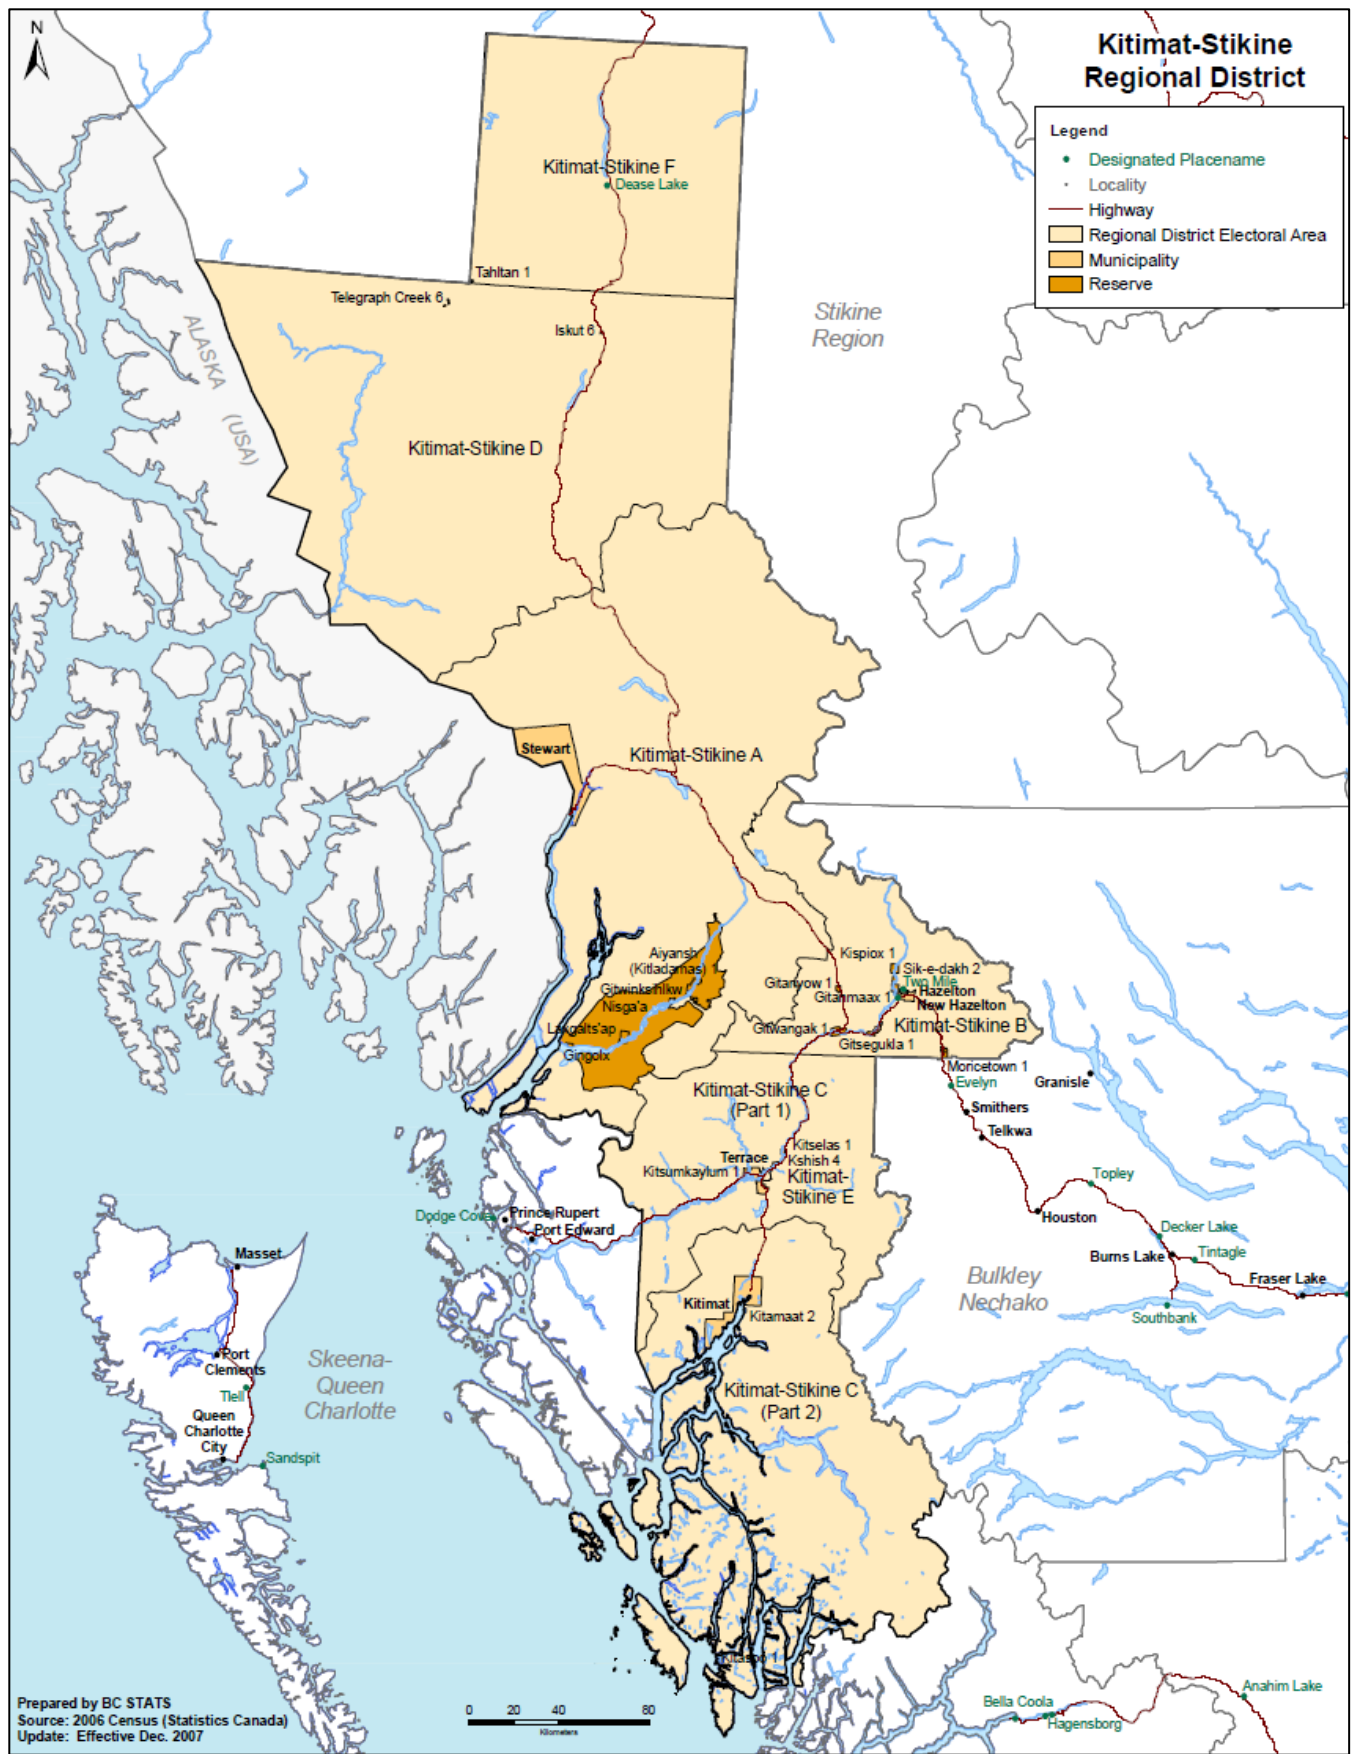 N
Kitimat-Stikine
Regional District
Legend
Designated Placename
Locality
Highway
Regional District Electoral Area
Municipality
Reserve
Kitimat-Stikine F
Dease Lake
Tahltan 1
Telegraph Creek 6
Iskut 6
Stikine
Region
ALASKA (USA)
Kitimat-Stikine D
Stewart
Kitimat-Stikine A
Aiyansh
(Kitladamas) 1
Gitwinksihlkw
Nisga'a
Laxgalts'ap
Gingolx
Kispiox 1
Sik-e-dakh 2
Two Mile
Gitanyow 1
Gitanmaax 1
Hazelton
New Hazelton
Gitwangak 1
Kitimat-Stikine B
Gitsegukla 1
Moricetown 1
Evelyn
Granisle
Smithers
Telkwa
Kitimat-Stikine C
(Part 1)
Kitselas 1
Terrace
Kshish 4
Kitsumkaylum 1
Kitimat-
Stikine E
Topley
Dodge Cove
Prince Rupert
Port Edward
Houston
Decker Lake
Burns Lake
Tintagle
Fraser Lake
Southbank
Bulkley
Nechako
Masset
Kitimat
Kitamaat 2
Port
Clements
Skeena-
Queen
Charlotte
Tlell
Queen
Charlotte
City
Sandspit
Kitimat-Stikine C
(Part 2)
Kitasoo 1
Anahim Lake
Bella Coola
Hagensborg
Prepared by BC STATS
Source: 2006 Census (Statistics Canada)
Update: Effective Dec. 2007
0 20 40 80
Kilometers